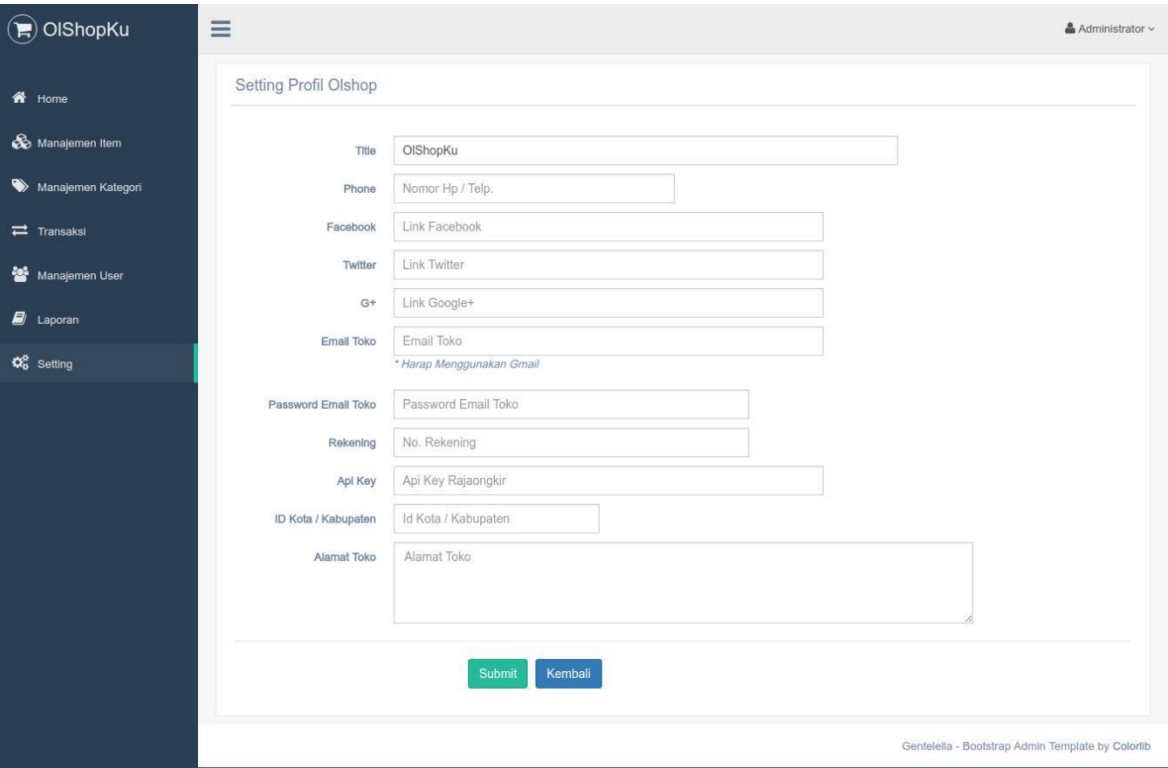 OlShopKu
Administrator
Home
Manajemen Item
Manajemen Kategori
Transaksi
Manajemen User
Laporan
Setting
Setting Profil Olshop
Title OlShopKu
Phone Nomor Hp / Telp.
Facebook Link Facebook
Twitter Link Twitter
G+ Link Google+
Email Toko Email Toko
* Harap Menggunakan Gmail
Password Email Toko Password Email Toko
Rekening No. Rekening
Api Key Api Key Rajaongkir
ID Kota / Kabupaten Id Kota / Kabupaten
Alamat Toko Alamat Toko
Submit Kembali
Gentelella - Bootstrap Admin Template by Colorlib